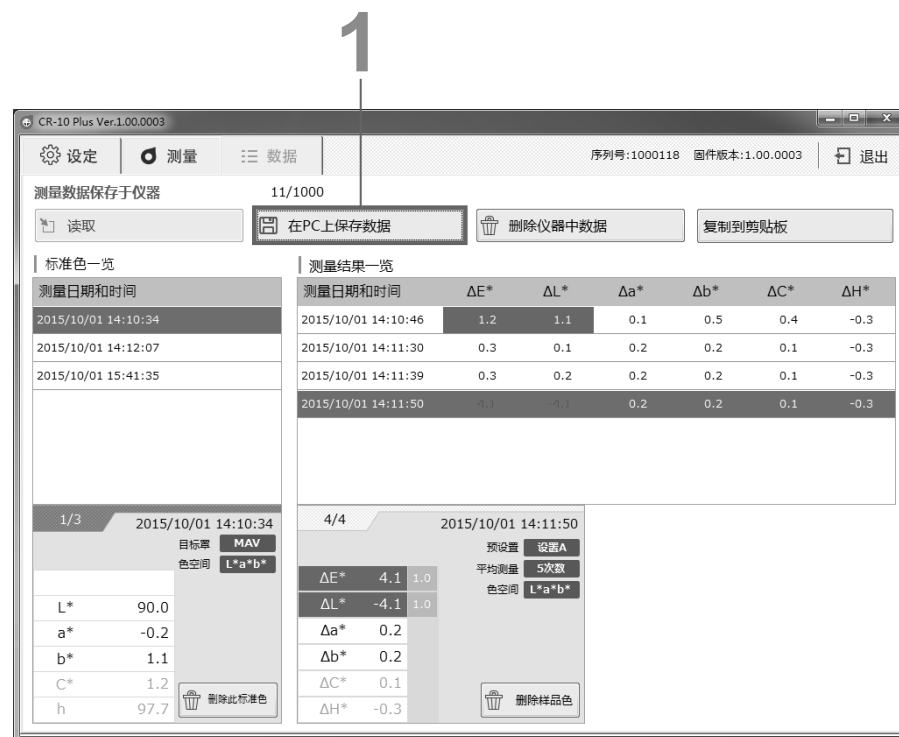 1
CR-10 Plus Ver.1.00.0003
设定 测量 数据 序列号:1000118 固件版本:1.00.0003 退出
测量数据保存于仪器 11/1000
读取 在PC上保存数据 删除仪器中数据 复制到剪贴板
标准色一览 测量结果一览
测量日期和时间 测量日期和时间 ΔE* ΔL* Δa* Δb* ΔC* ΔH*
2015/10/01 14:10:34 2015/10/01 14:10:46 1.2 1.1 0.1 0.5 0.4 -0.3
2015/10/01 14:12:07 2015/10/01 14:11:30 0.3 0.1 0.2 0.2 0.1 -0.3
2015/10/01 15:41:35 2015/10/01 14:11:39 0.3 0.2 0.2 0.2 0.1 -0.3
2015/10/01 14:11:50 -4.1 -4.1 0.2 0.2 0.1 -0.3
1/3 2015/10/01 14:10:34 4/4 2015/10/01 14:11:50
目标罩 MAV 预设置 设置A
色空间 L*a*b* 平均测量 5次数
ΔE* 4.1 1.0 色空间 L*a*b*
L* 90.0 ΔL* -4.1 1.0
a* -0.2 Δa* 0.2
b* 1.1 Δb* 0.2
C* 1.2 删除此标准色 ΔC* 0.1 删除样品色
h 97.7 ΔH* -0.3